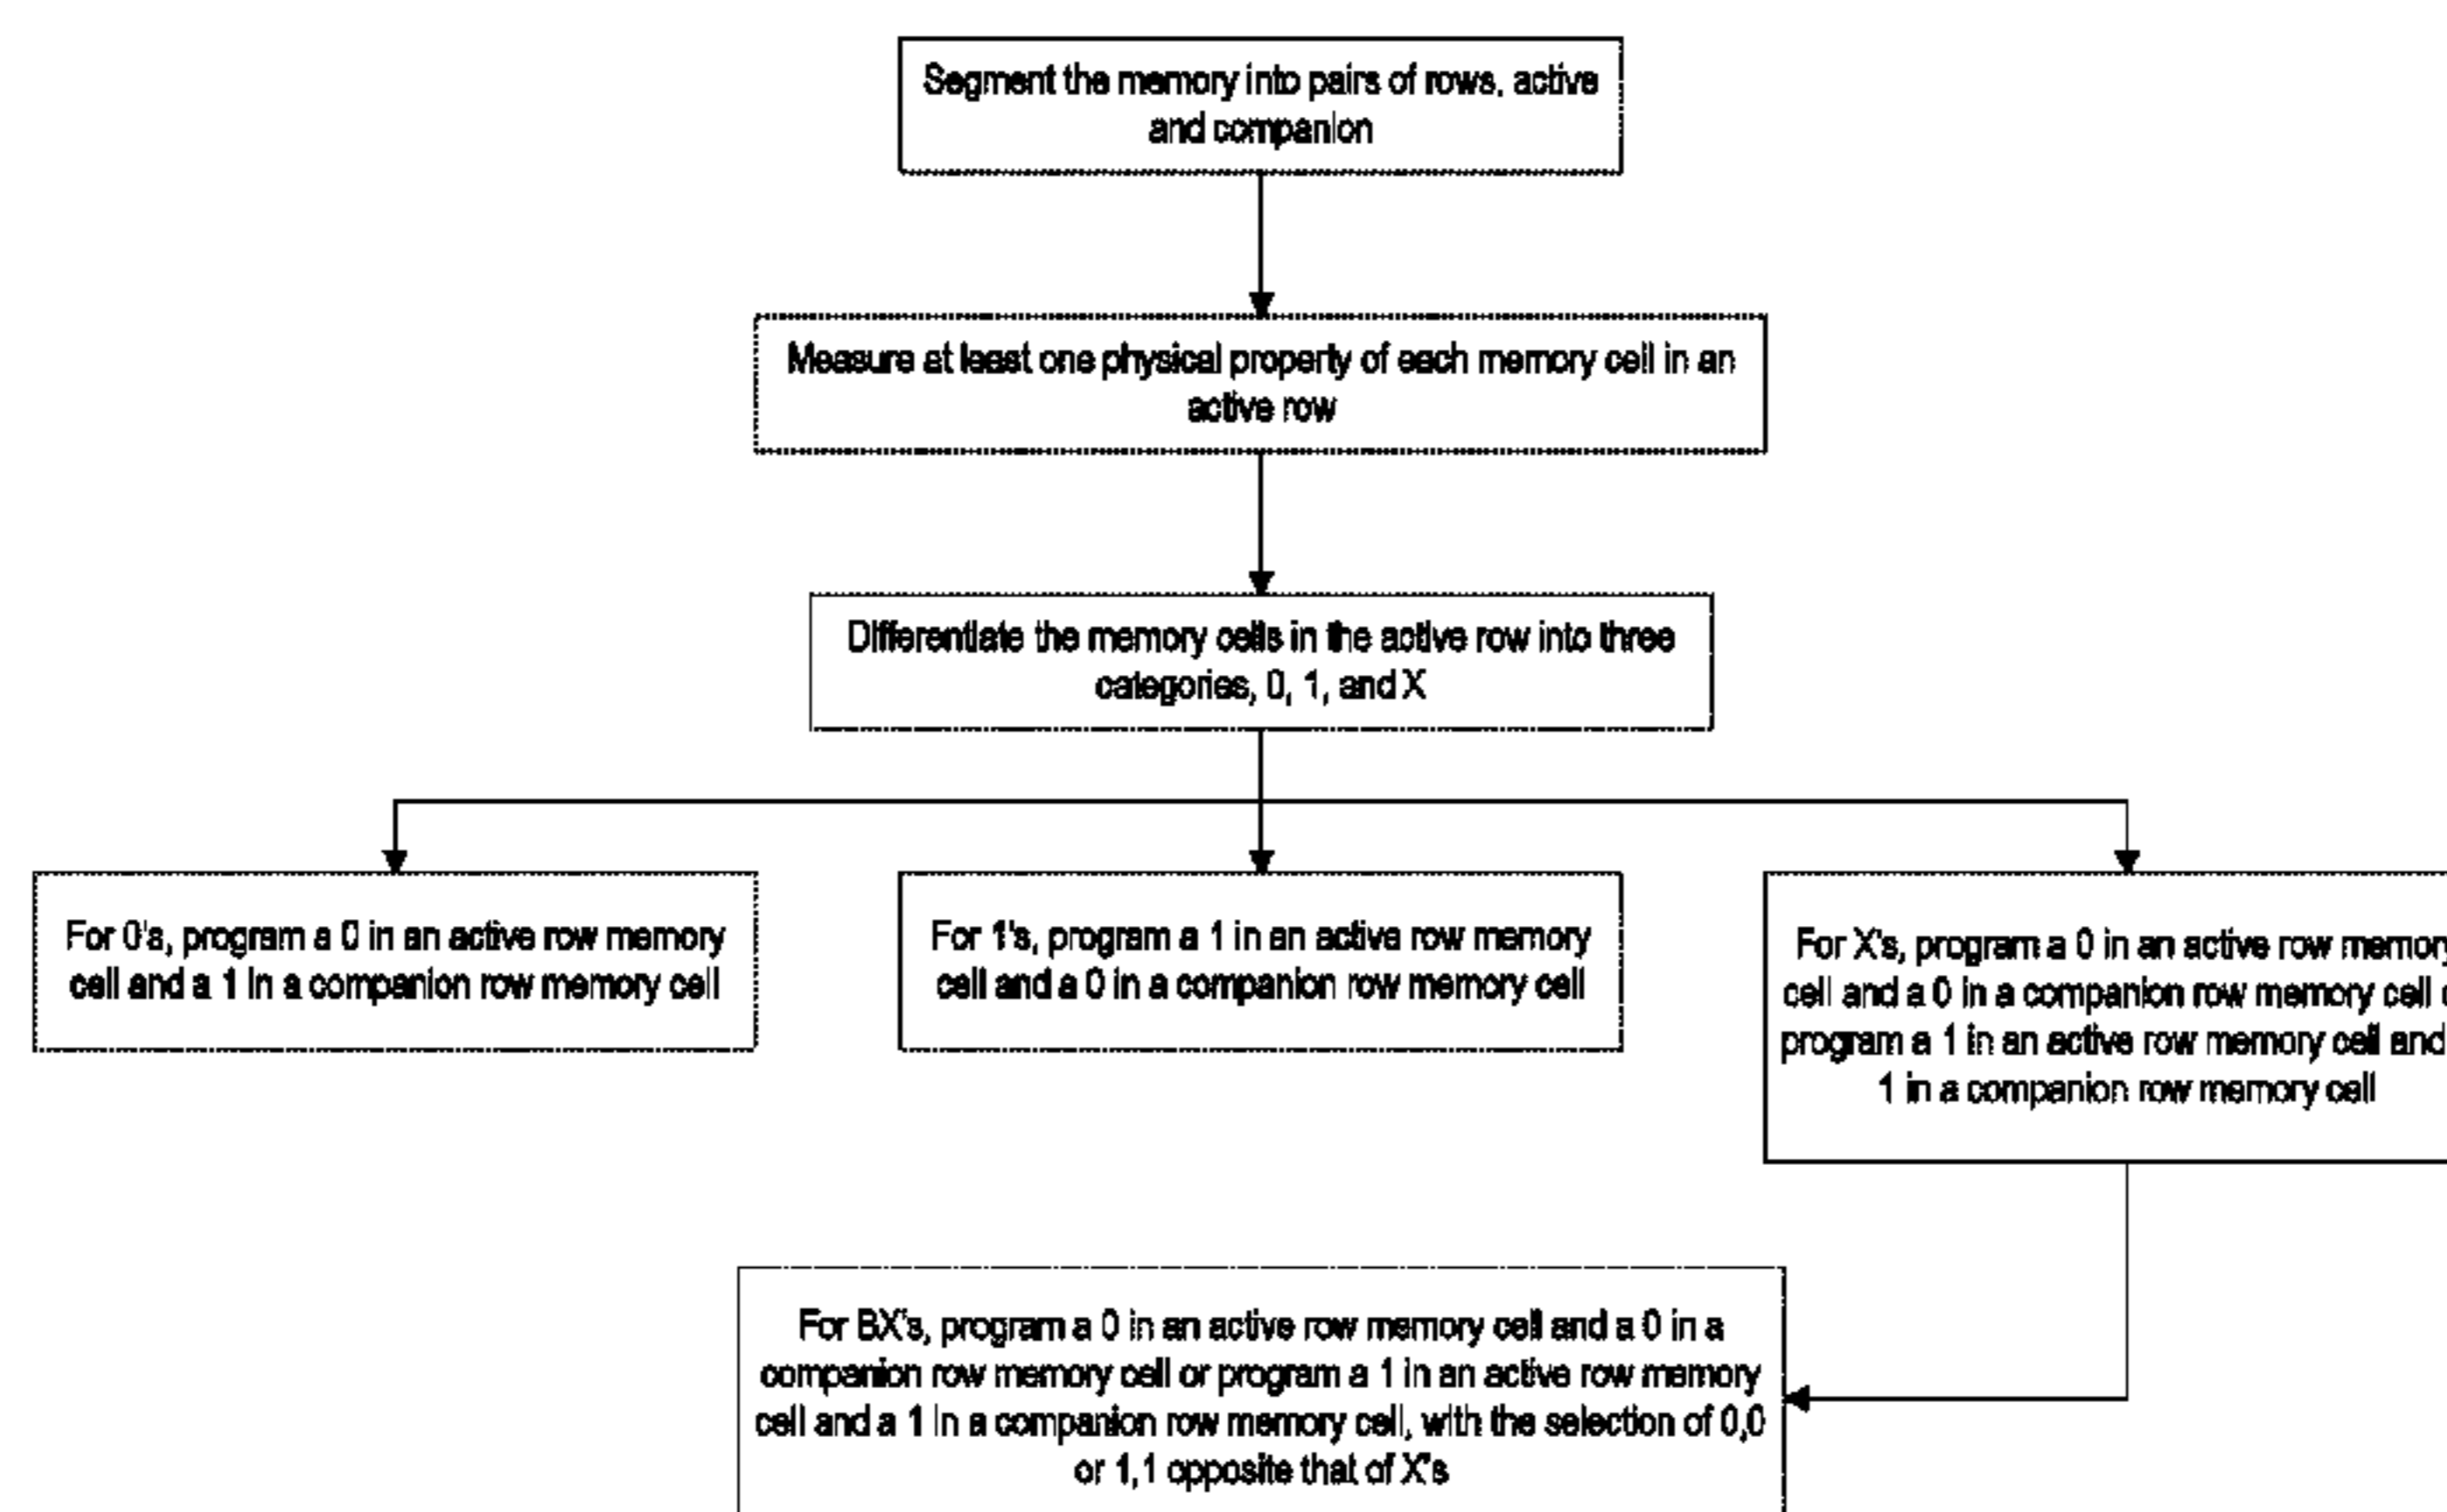 Segment the memory into pairs of rows, active
and companion
Measure at least one physical property of each memory cell in an
active row
Differentiate the memory cells in the active row into three
categories, 0, 1, and X
For 0's, program a 0 in an active row memory
cell and a 1 in a companion row memory cell
For 1's, program a 1 in an active row memory
cell and a 0 in a companion row memory cell
For X's, program a 0 in an active row memory
cell and a 0 in a companion row memory cell
program a 1 in an active row memory cell and
1 in a companion row memory cell
For BX's, program a 0 in an active row memory cell and a 0 in a
companion row memory cell or program a 1 in an active row memory
cell and a 1 in a companion row memory cell, with the selection of 0,0
or 1,1 opposite that of X's